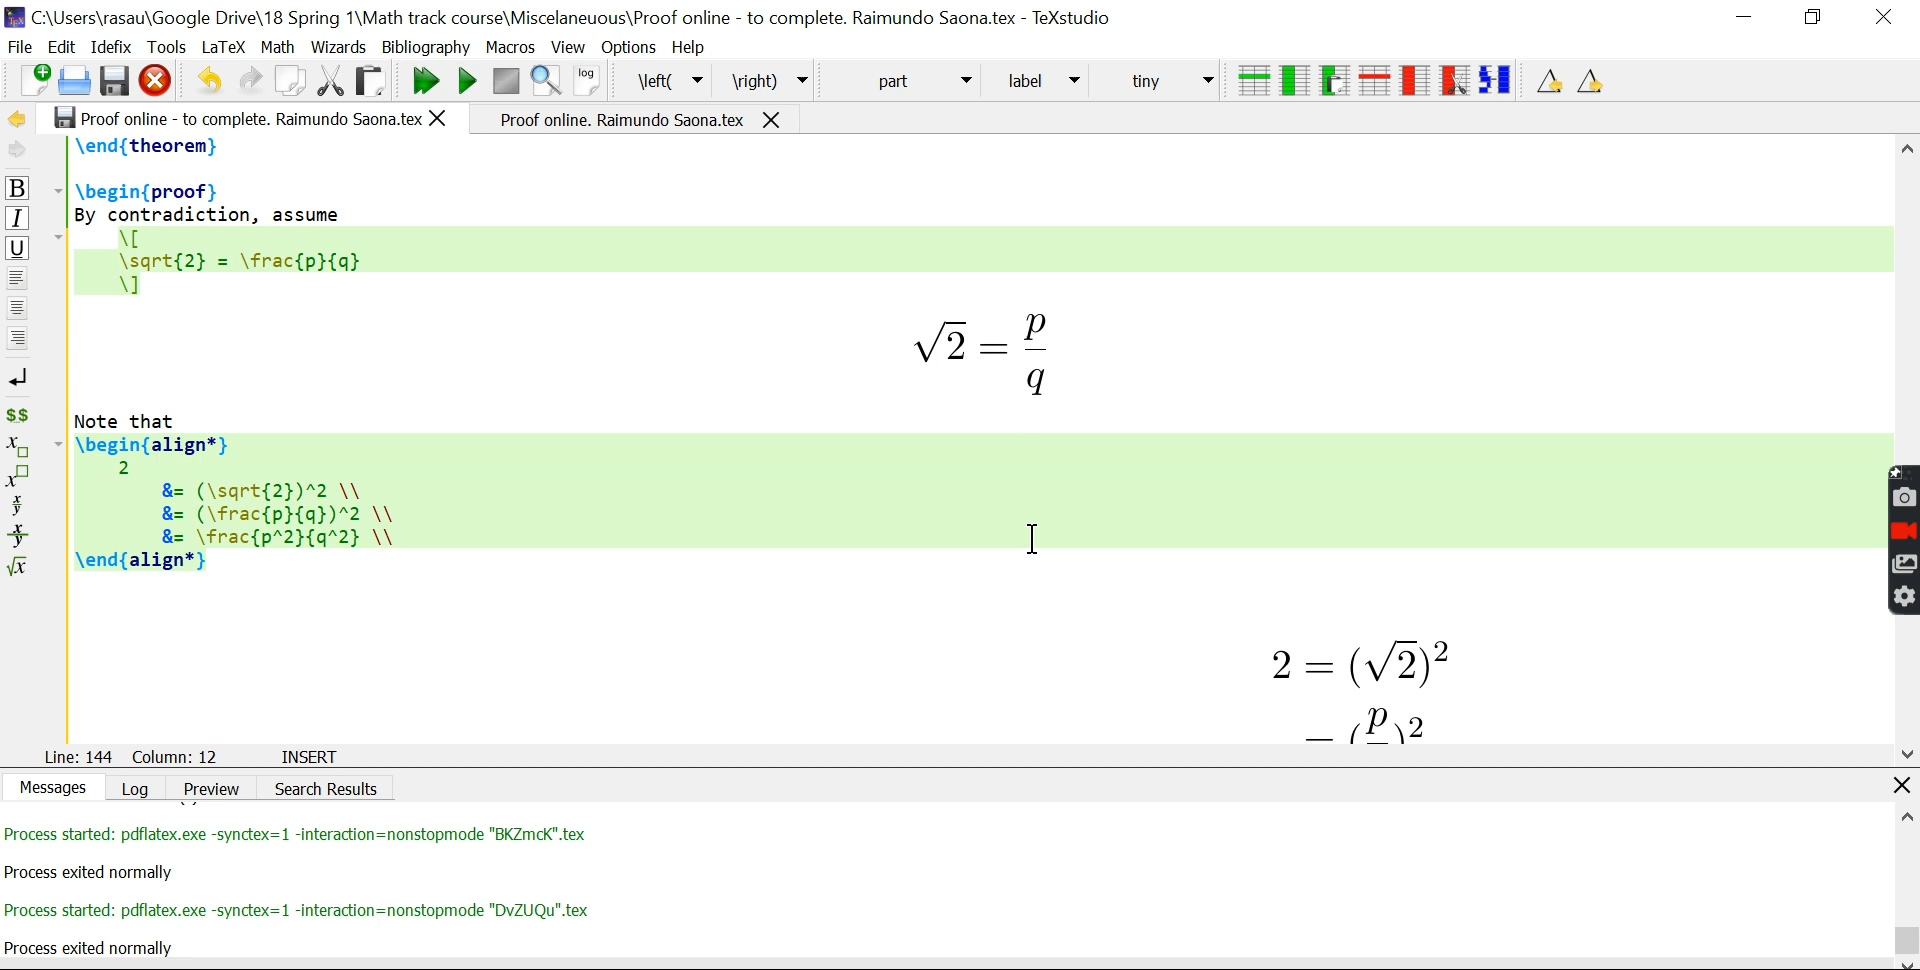 C:\Users\rasau\Google Drive\18 Spring 1\Math track course\Miscelaneuous\Proof online - to complete. Raimundo Saona.tex - TeXstudio
File Edit Idefix Tools LaTeX Math Wizards Bibliography Macros View Options Help
log \left( \right) part label tiny
Proof online - to complete. Raimundo Saona.tex Proof online. Raimundo Saona.tex
\end{theorem}
\begin{proof}
By contradiction, assume
\[
\sqrt{2} = \frac{p}{q}
\]
√2 = p/q
Note that
\begin{align*}
2
&= (\sqrt{2})^2 \\
&= (\frac{p}{q})^2 \\
&= \frac{p^2}{q^2} \\
\end{align*}
2 = (√2)²
= (p )²
Line: 144 Column: 12 INSERT
Messages Log Preview Search Results
Process started: pdflatex.exe -synctex=1 -interaction=nonstopmode "BKZmcK".tex
Process exited normally
Process started: pdflatex.exe -synctex=1 -interaction=nonstopmode "DvZUQu".tex
Process exited normally